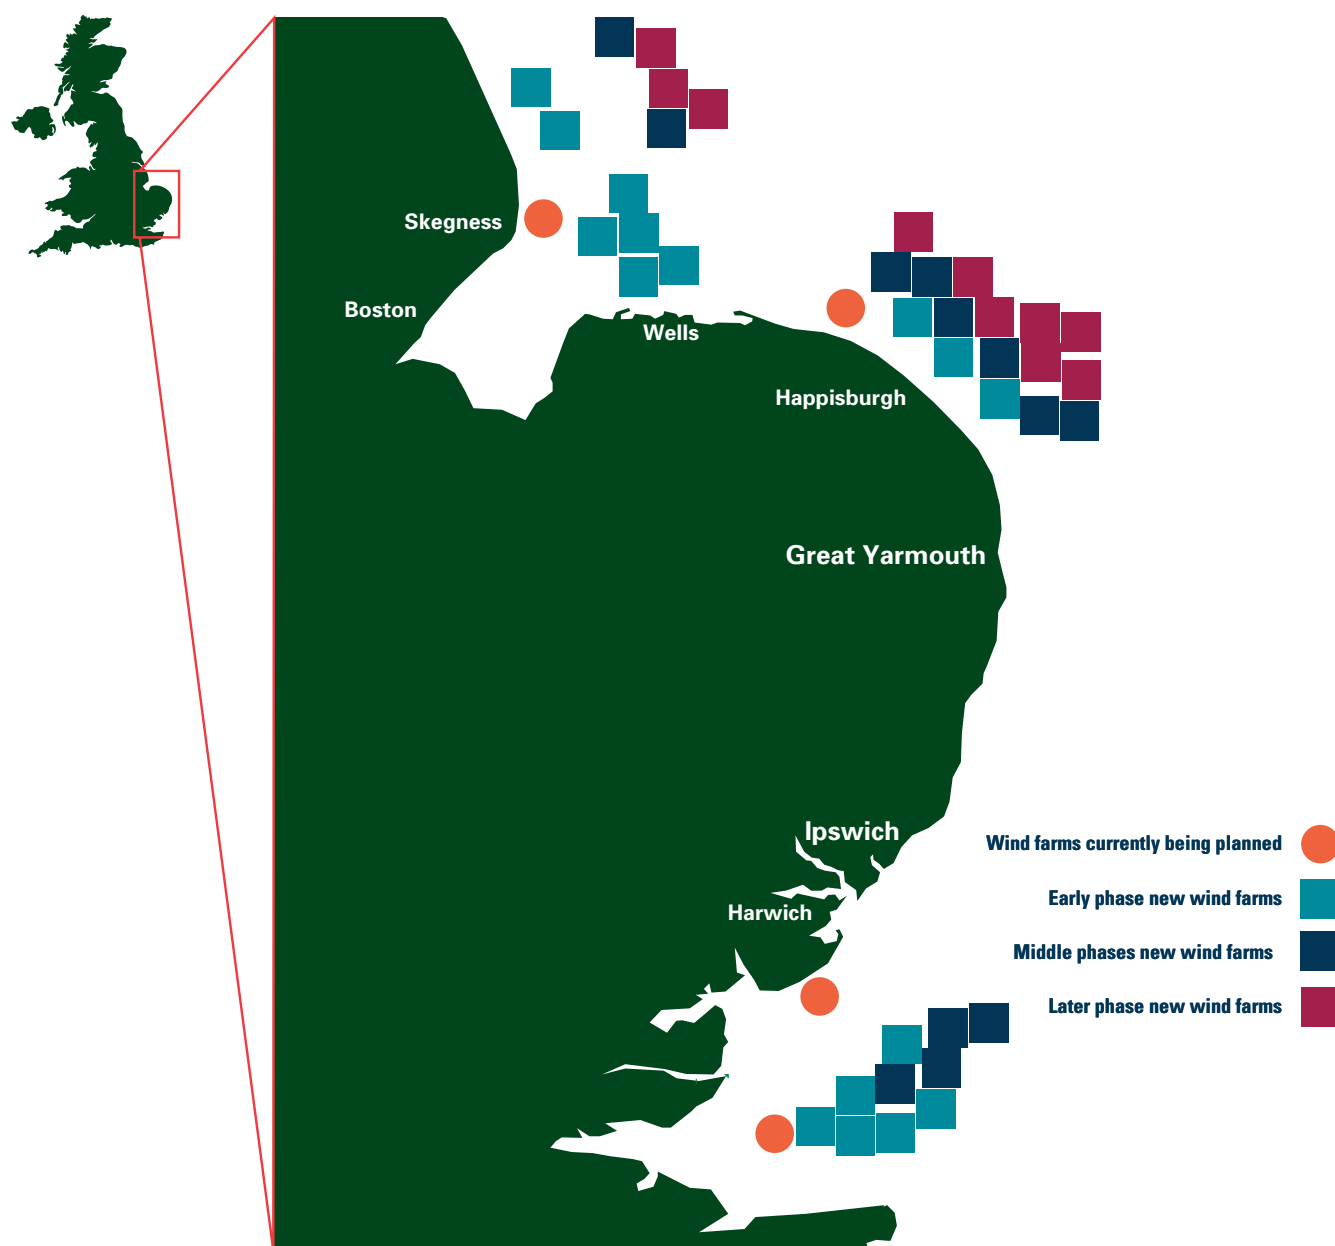 Skegness
Boston
Wells
Happisburgh
Great Yarmouth
Ipswich
Wind farms currently being planned
Early phase new wind farms
Harwich
Middle phases new wind farms
Later phase new wind farms